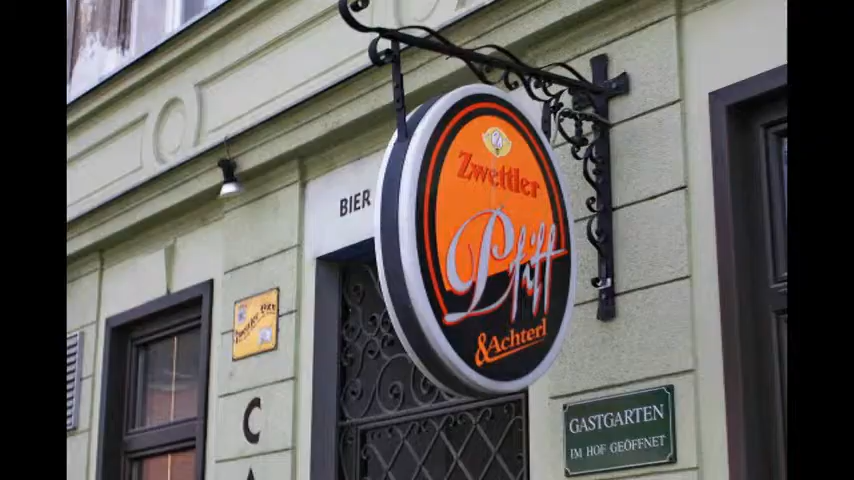 BIER
Zwettler
Pfiff
&Achterl
C
GASTGARTEN
IM HOF GEÖFFNET